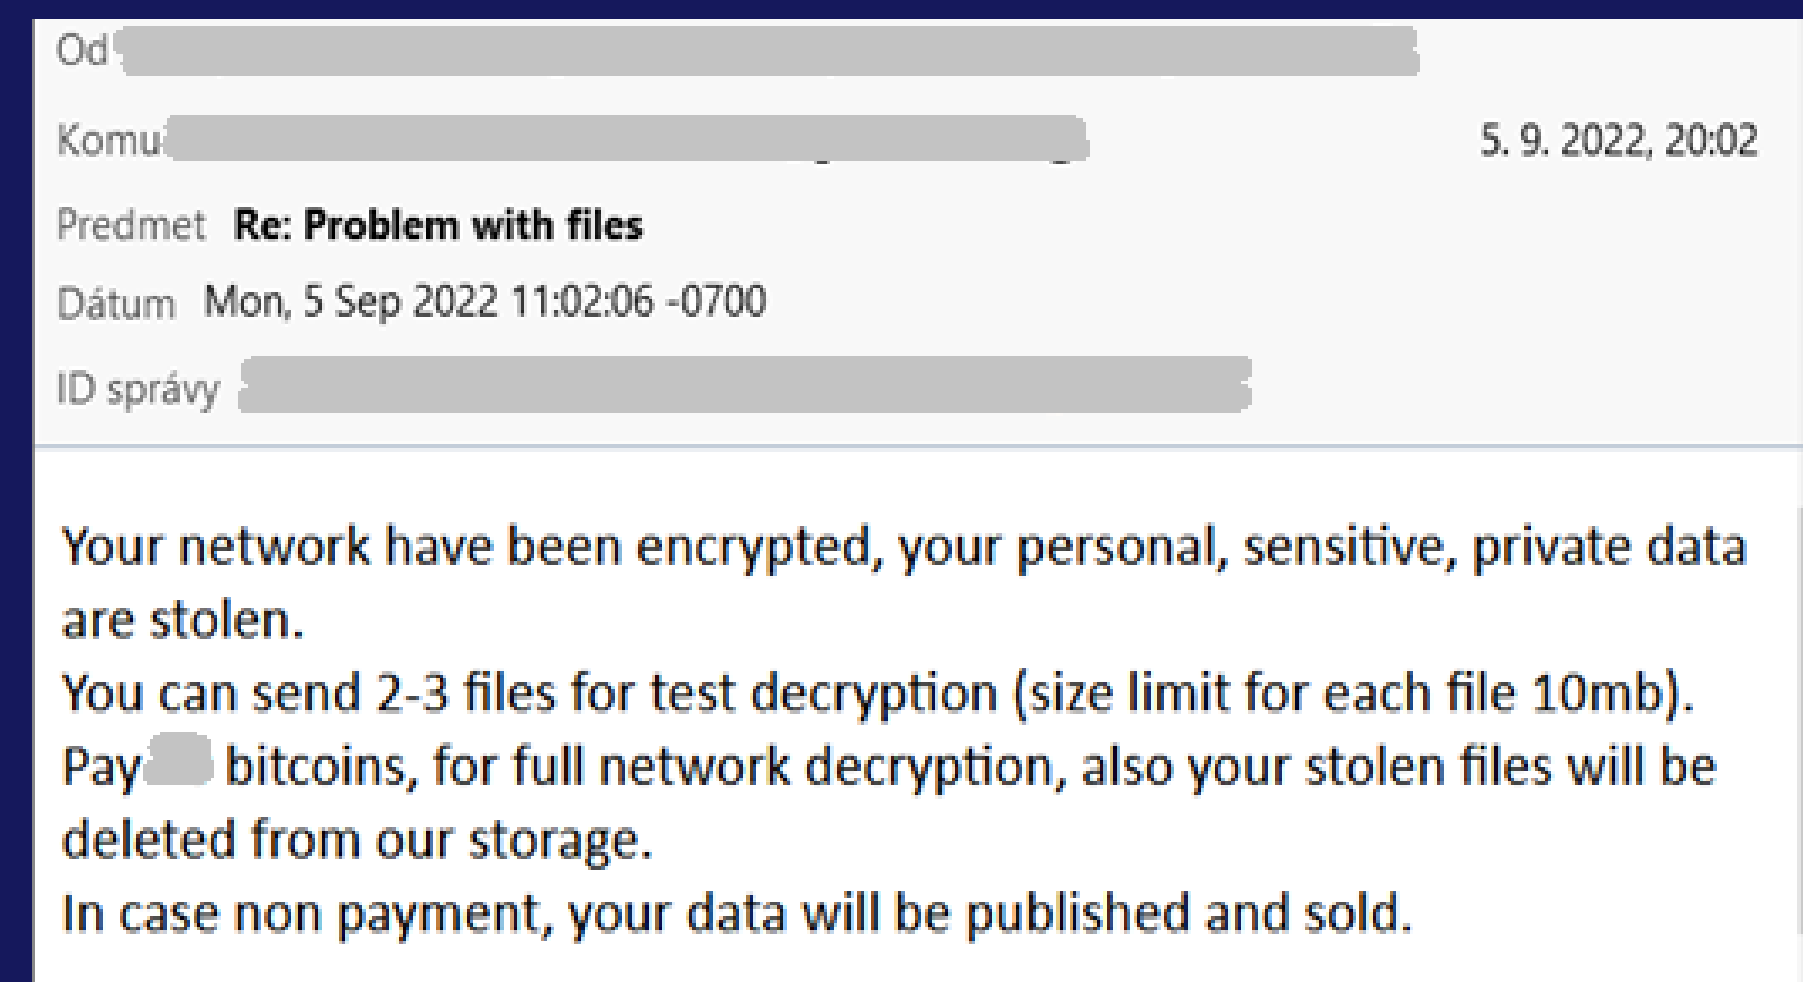 Od
Komu
5. 9. 2022, 20:02
Predmet Re: Problem with files
Dátum Mon, 5 Sep 2022 11:02:06 -0700
ID správy
Your network have been encrypted, your personal, sensitive, private data
are stolen.
You can send 2-3 files for test decryption (size limit for each file 10mb).
Pay bitcoins, for full network decryption, also your stolen files will be
deleted from our storage.
In case non payment, your data will be published and sold.